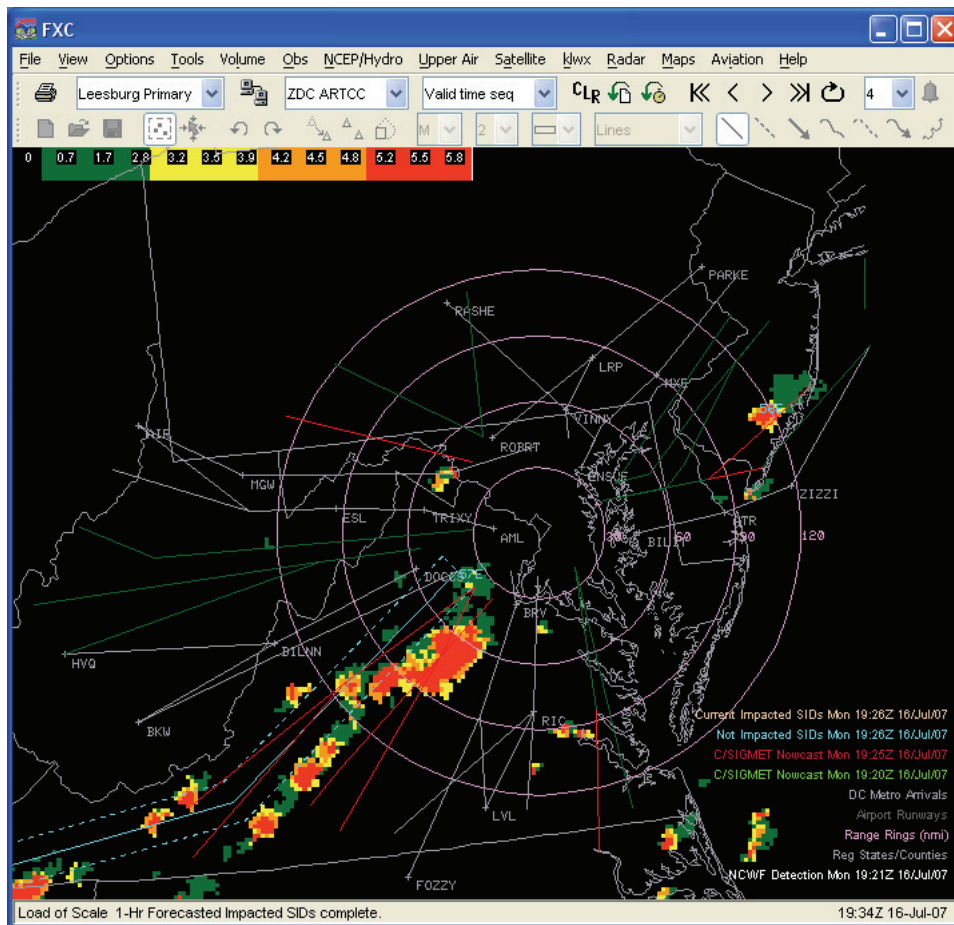 FXC
File View Options Tools Volume Obs NCEP/Hydro Upper Air Satellite klwx Radar Maps Aviation Help
Leesburg Primary ZDC ARTCC Valid time seq CLR 4
M 2 Lines
0 0.7 1.7 2.8 3.2 3.5 3.9 4.2 4.5 4.8 5.2 5.5 5.8
PARKE
RASHE
LRP
MXE
VINNY
AIR
ROBRT
MGW
ENSUE
ZIZZI
ESL
TRIXY
ATR
AML
30 60 90 120
DOCCS
BRV
BILNN
HVQ
RIC
BKW
Current Impacted SIDs Mon 19:26Z 16/Jul/07
Not Impacted SIDs Mon 19:26Z 16/Jul/07
C/SIGMET Nowcast Mon 19:25Z 16/Jul/07
C/SIGMET Nowcast Mon 19:20Z 16/Jul/07
DC Metro Arrivals
Airport Runways
LVL
Range Rings (nmi)
Reg States/Counties
FOZZY
NCWF Detection Mon 19:21Z 16/Jul/07
Load of Scale 1-Hr Forecasted Impacted SIDs complete. 19:34Z 16-Jul-07